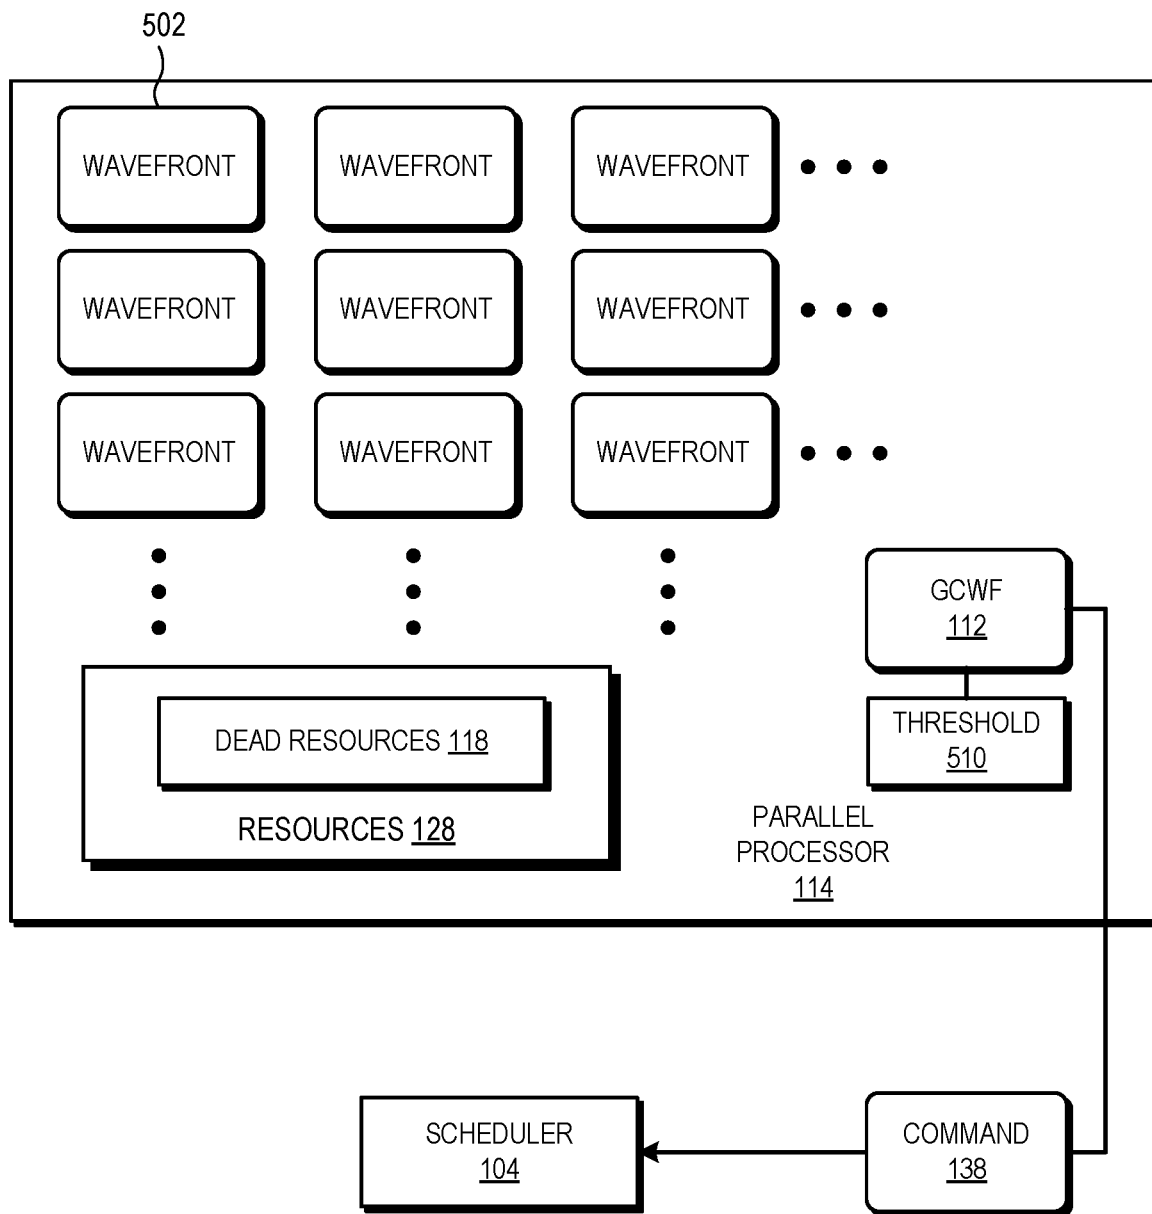 502
WAVEFRONT WAVEFRONT WAVEFRONT
WAVEFRONT WAVEFRONT WAVEFRONT
WAVEFRONT WAVEFRONT WAVEFRONT
GCWF
112
THRESHOLD
510
DEAD RESOURCES 118
RESOURCES 128
PARALLEL
PROCESSOR
114
SCHEDULER
104
COMMAND
138